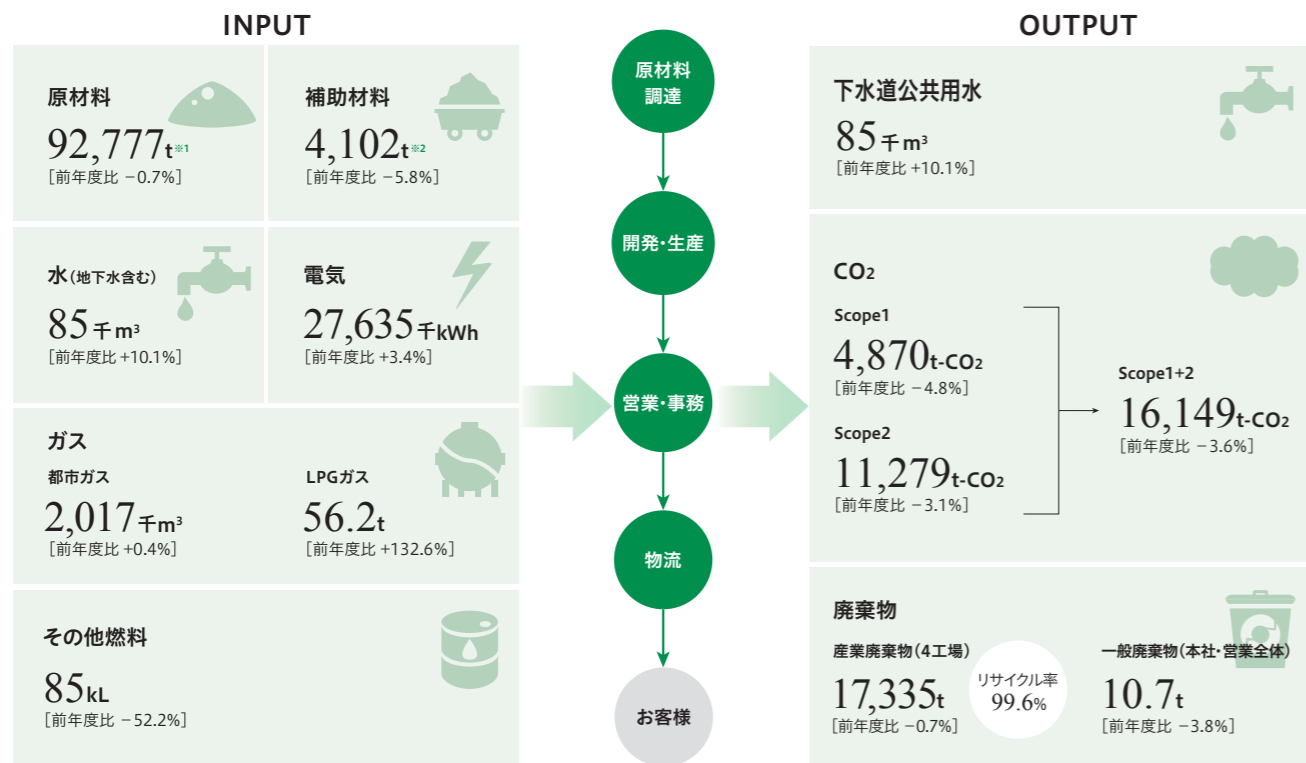 INPUT
原材料
92,777t※1
[前年度比 −0.7%]
補助材料
4,102t※2
[前年度比 −5.8%]
水(地下水含む)
85千m³
[前年度比 +10.1%]
電気
27,635千kWh
[前年度比 +3.4%]
ガス
都市ガス
2,017千m³
[前年度比 +0.4%]
LPGガス
56.2t
[前年度比 +132.6%]
その他燃料
85kL
[前年度比 −52.2%]
原材料
調達
開発・生産
営業・事務
物流
お客様
OUTPUT
下水道公共用水
85千m³
[前年度比 +10.1%]
CO₂
Scope1
4,870t-CO₂
[前年度比 −4.8%]
Scope2
11,279t-CO₂
[前年度比 −3.1%]
Scope1+2
16,149t-CO₂
[前年度比 −3.6%]
廃棄物
産業廃棄物(4工場)
17,335t
[前年度比 −0.7%]
リサイクル率
99.6%
一般廃棄物(本社・営業全体)
10.7t
[前年度比 −3.8%]